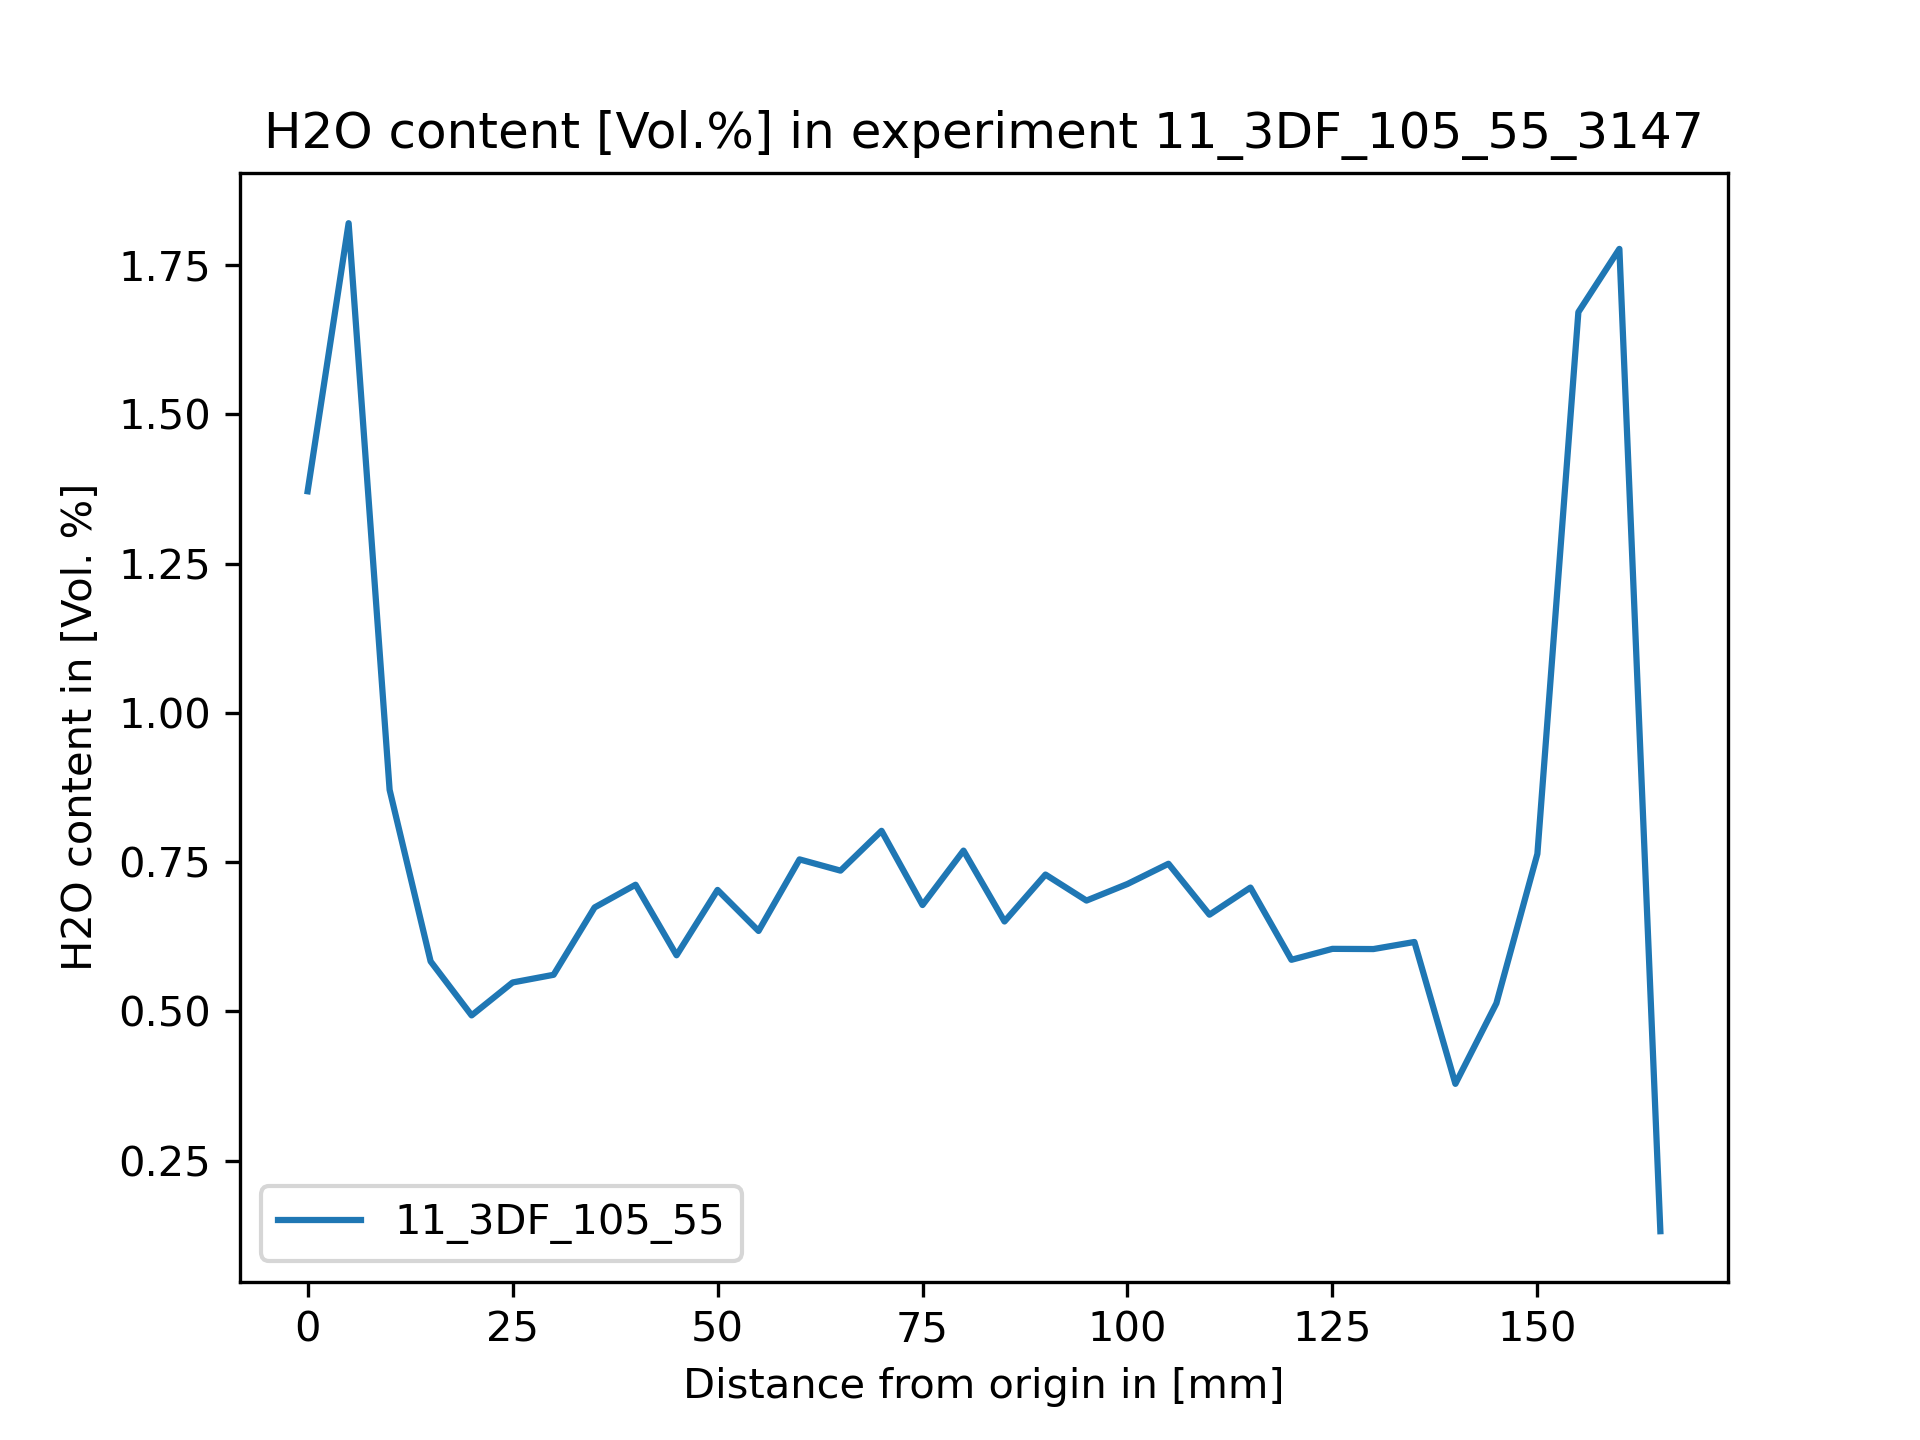 H2O content [Vol.%] in experiment 11_3DF_105_55_3147
H2O content in [Vol. %]
1.75
1.50
1.25
1.00
0.75
0.50
0.25
11_3DF_105_55
0 25 50 75 100 125 150
Distance from origin in [mm]